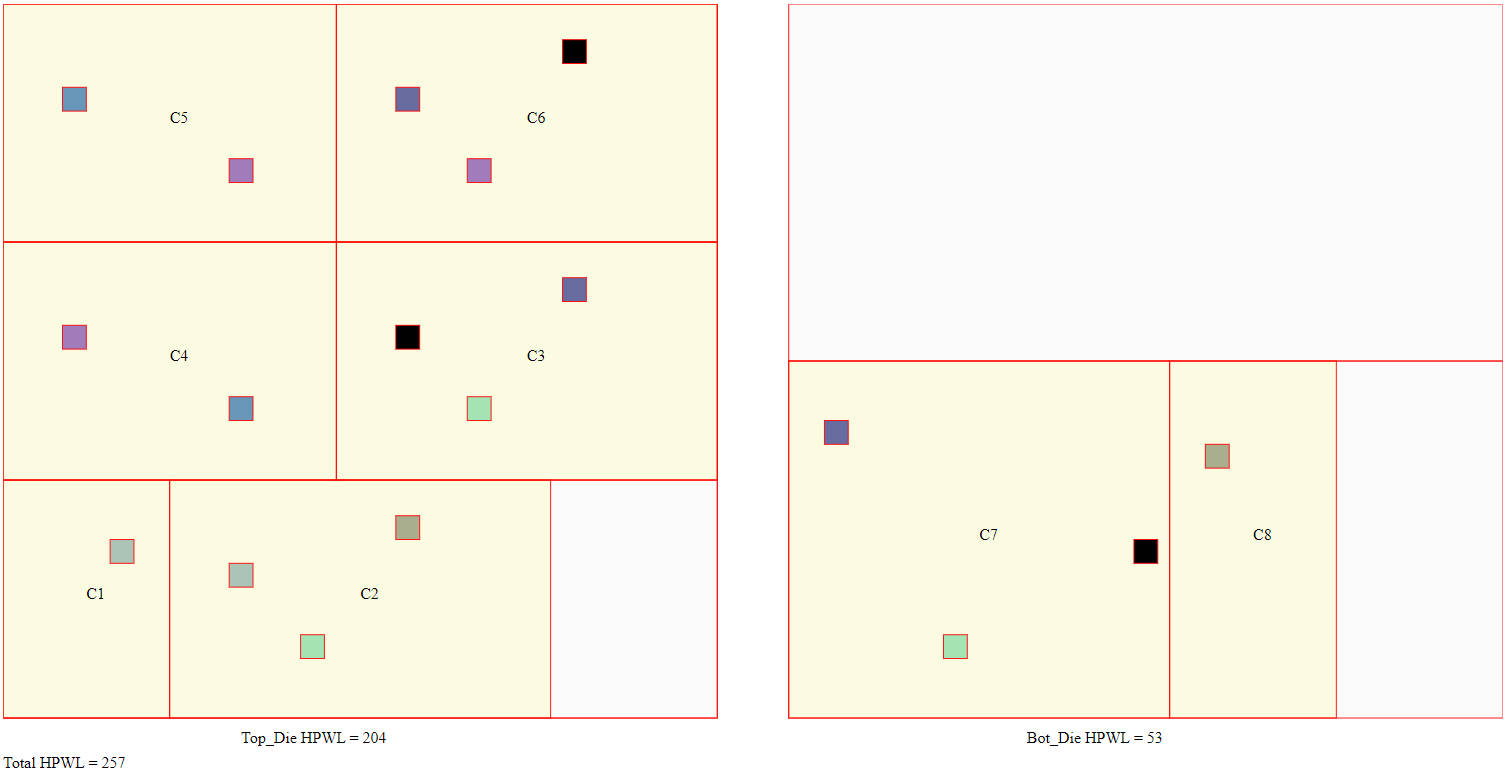 C5
C6
C4
C3
C1
C2
Top_Die HPWL = 204
C7
C8
Bot_Die HPWL = 53
Total HPWL = 257